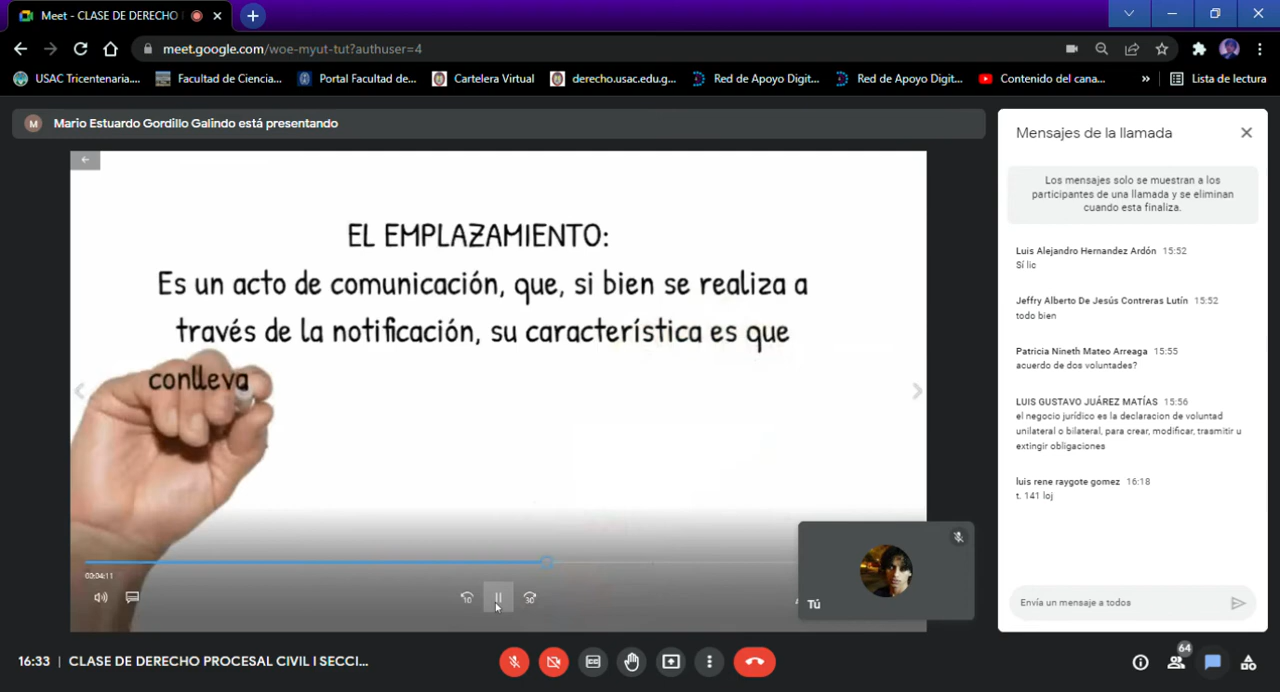 Meet - CLASE DE DERECHO
meet.google.com/woe-myut-tut?authuser=4
USAC Tricentenaria....
Facultad de Ciencia...
Portal Facultad de...
Cartelera Virtual
derecho.usac.edu.g...
Red de Apoyo Digit...
Red de Apoyo Digit...
Contenido del cana...
»
Lista de lectura
M
Mario Estuardo Gordillo Galindo está presentando
EL EMPLAZAMIENTO:
Es un acto de comunicación, que, si bien se realiza a
través de la notificación, su característica es que
conlleva
00:04:11
10
30
Tú
Mensajes de la llamada
Los mensajes solo se muestran a los
participantes de una llamada y se eliminan
cuando esta finaliza.
Luis Alejandro Hernandez Ardón 15:52
Sí lic
Jeffry Alberto De Jesús Contreras Lutín 15:52
todo bien
Patricia Nineth Mateo Arreaga 15:55
acuerdo de dos voluntades?
LUIS GUSTAVO JUÁREZ MATÍAS 15:56
el negocio jurídico es la declaracion de voluntad
unilateral o bilateral, para crear, modificar, trasmitir u
extingir obligaciones
luis rene raygote gomez 16:18
t. 141 loj
Envía un mensaje a todos
16:33 | CLASE DE DERECHO PROCESAL CIVIL I SECCI...
64